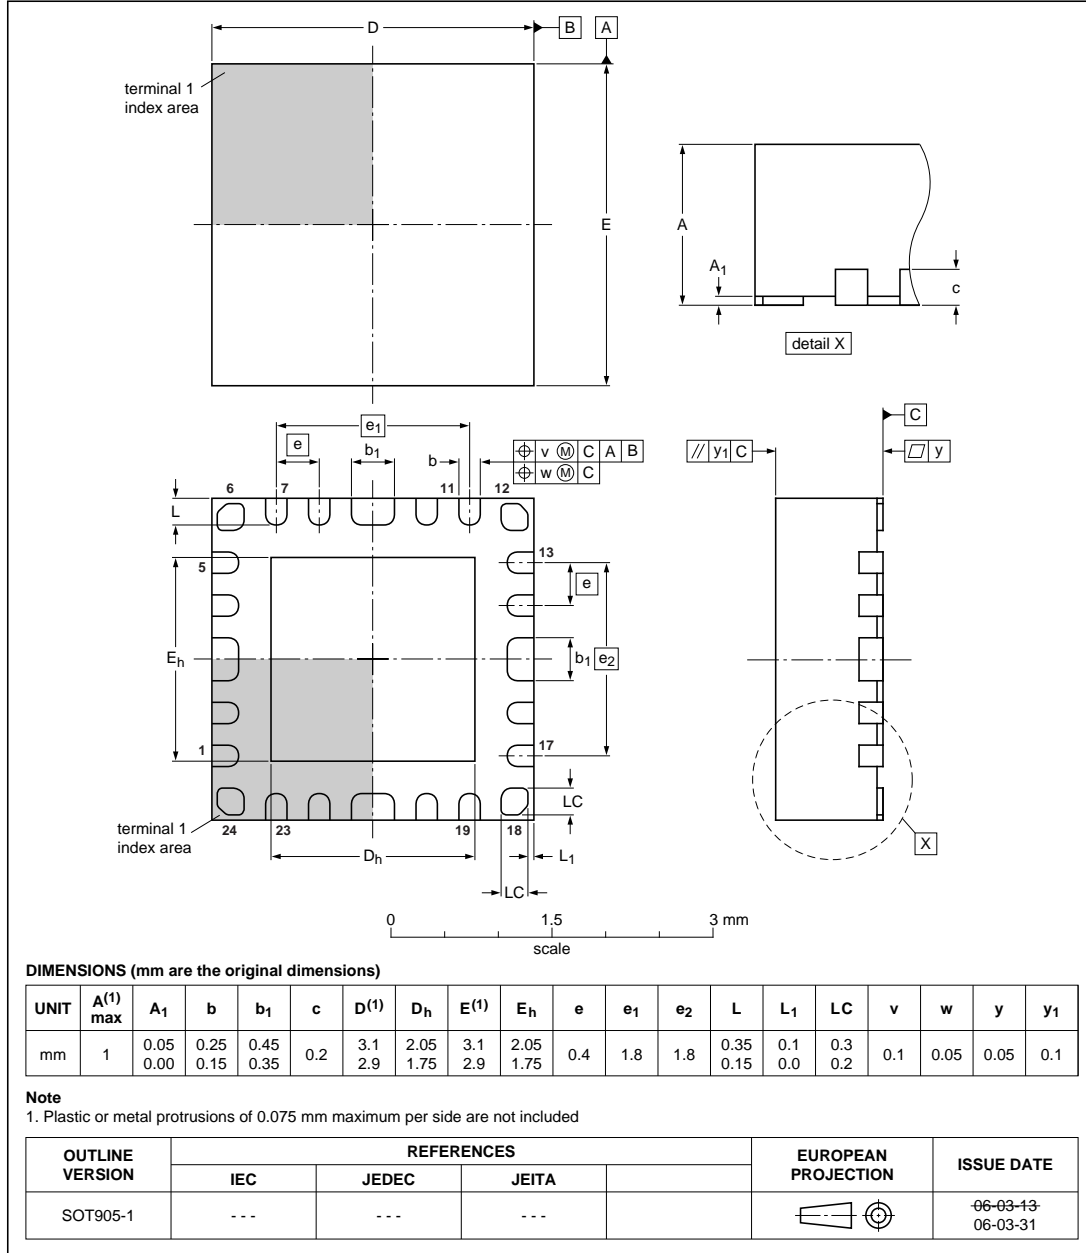 D
B
A
terminal 1
index area
E
A
A1
c
detail X
e1
e
b1
b
v M C A B
w M C
6
7
11
12
L
5
13
e
Eh
b1
e2
1
17
LC
terminal 1
index area
24
23
19
18
Dh
L1
LC
C
// y1 C
y
X
0
1.5
3 mm
scale
DIMENSIONS (mm are the original dimensions)
UNIT A(1) max A1 b b1 c D(1) Dh E(1) Eh e e1 e2 L L1 LC v w y y1
mm 1 0.05 0.00 0.25 0.15 0.45 0.35 0.2 3.1 2.9 2.05 1.75 3.1 2.9 2.05 1.75 0.4 1.8 1.8 0.35 0.15 0.1 0.0 0.3 0.2 0.1 0.05 0.05 0.1
Note
1. Plastic or metal protrusions of 0.075 mm maximum per side are not included
OUTLINE VERSION
REFERENCES
IEC
JEDEC
JEITA
EUROPEAN PROJECTION
ISSUE DATE
SOT905-1
- - -
- - -
- - -
06-03-13
06-03-31